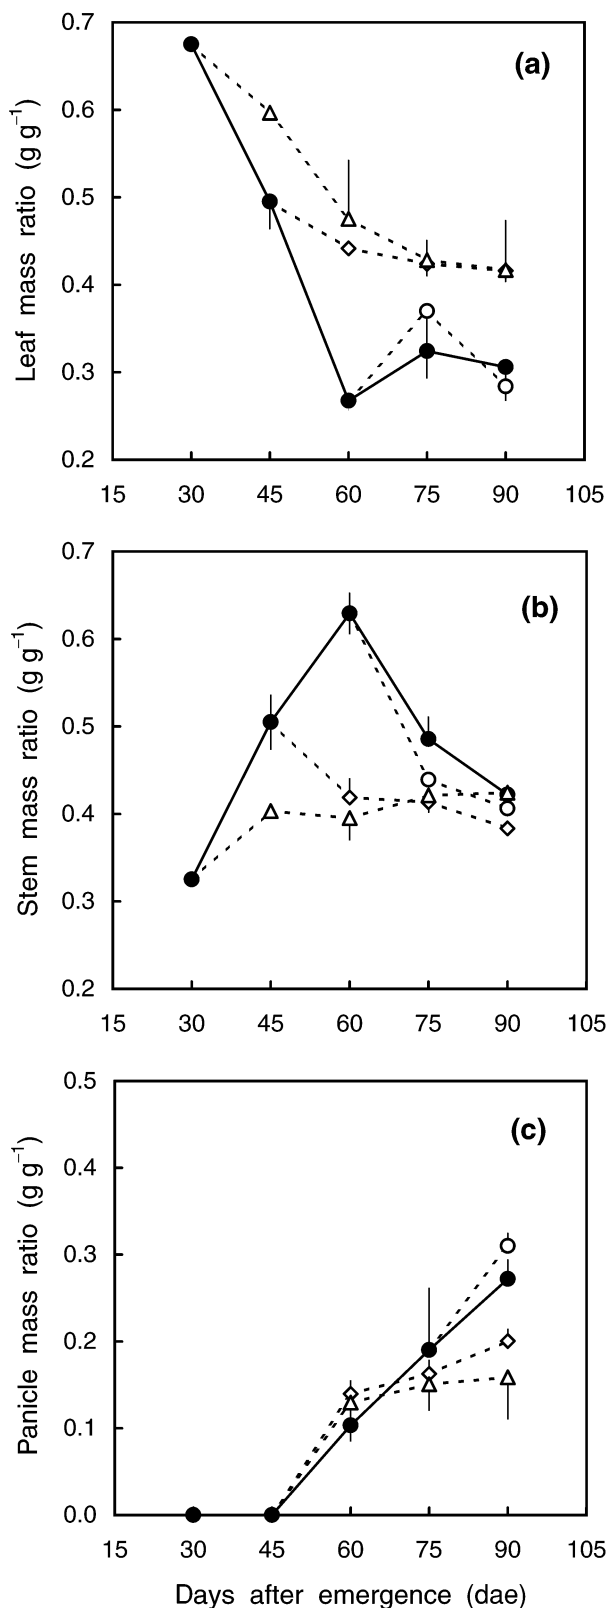 0.7
(a)
0.6
0.5
0.4
0.3
0.2
Leaf mass ratio (g g⁻¹)
15 30 45 60 75 90 105
0.7
(b)
0.6
0.5
0.4
0.3
0.2
Stem mass ratio (g g⁻¹)
15 30 45 60 75 90 105
0.5
(c)
0.4
0.3
0.2
0.1
0.0
Panicle mass ratio (g g⁻¹)
15 30 45 60 75 90 105
Days after emergence (dae)